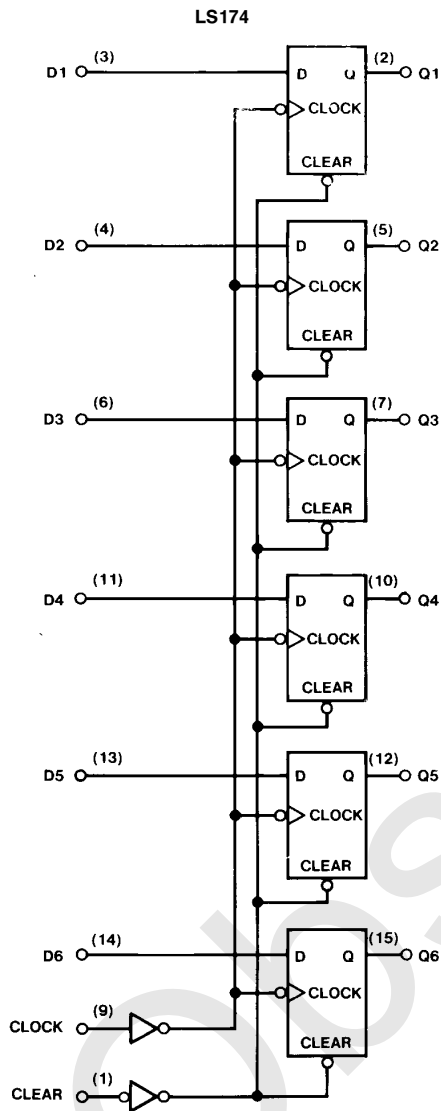 LS174
D1 (3) D Q (2) Q1
CLOCK
CLEAR
D2 (4) D Q (5) Q2
CLOCK
CLEAR
D3 (6) D Q (7) Q3
CLOCK
CLEAR
D4 (11) D Q (10) Q4
CLOCK
CLEAR
D5 (13) D Q (12) Q5
CLOCK
CLEAR
D6 (14) D Q (15) Q6
CLOCK
CLOCK (9)
CLEAR
CLEAR (1)
Obs